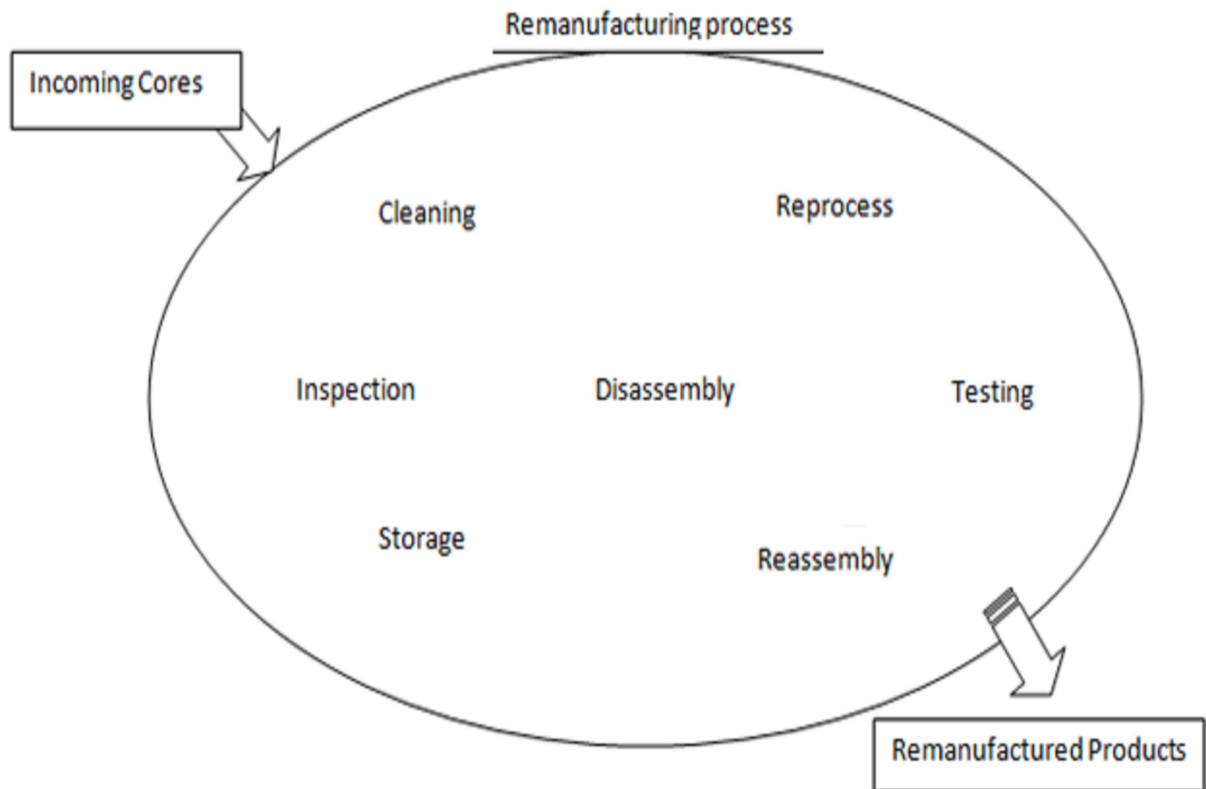 Remanufacturing process
Incoming Cores
Cleaning
Reprocess
Inspection
Disassembly
Testing
Storage
Reassembly
Remanufactured Products